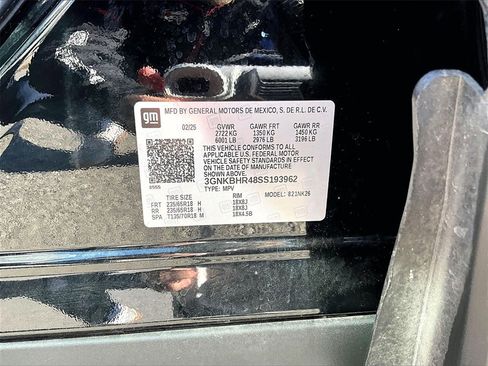 gm
MFD BY GENERAL MOTORS DE MEXICO, S. DE R.L. DE C.V.
02/25 GVWR GAWR FRT GAWR RR
2722 KG 1350 KG 1450 KG
6001 LB 2976 LB 3196 LB
THIS VEHICLE CONFORMS TO ALL
APPLICABLE U.S. FEDERAL MOTOR
VEHICLE SAFETY STANDARDS IN EFFECT
ON THE DATE OF MANUFACTURE
SHOWN ABOVE.
3GNKBHR48SS193962
TYPE: MPV
TIRE SIZE RIM 821NK26
FRT 235/65R18 H 18X8J
RR 235/65R18 H 18X8J
SPA T135/70R18 M 18X4.5B